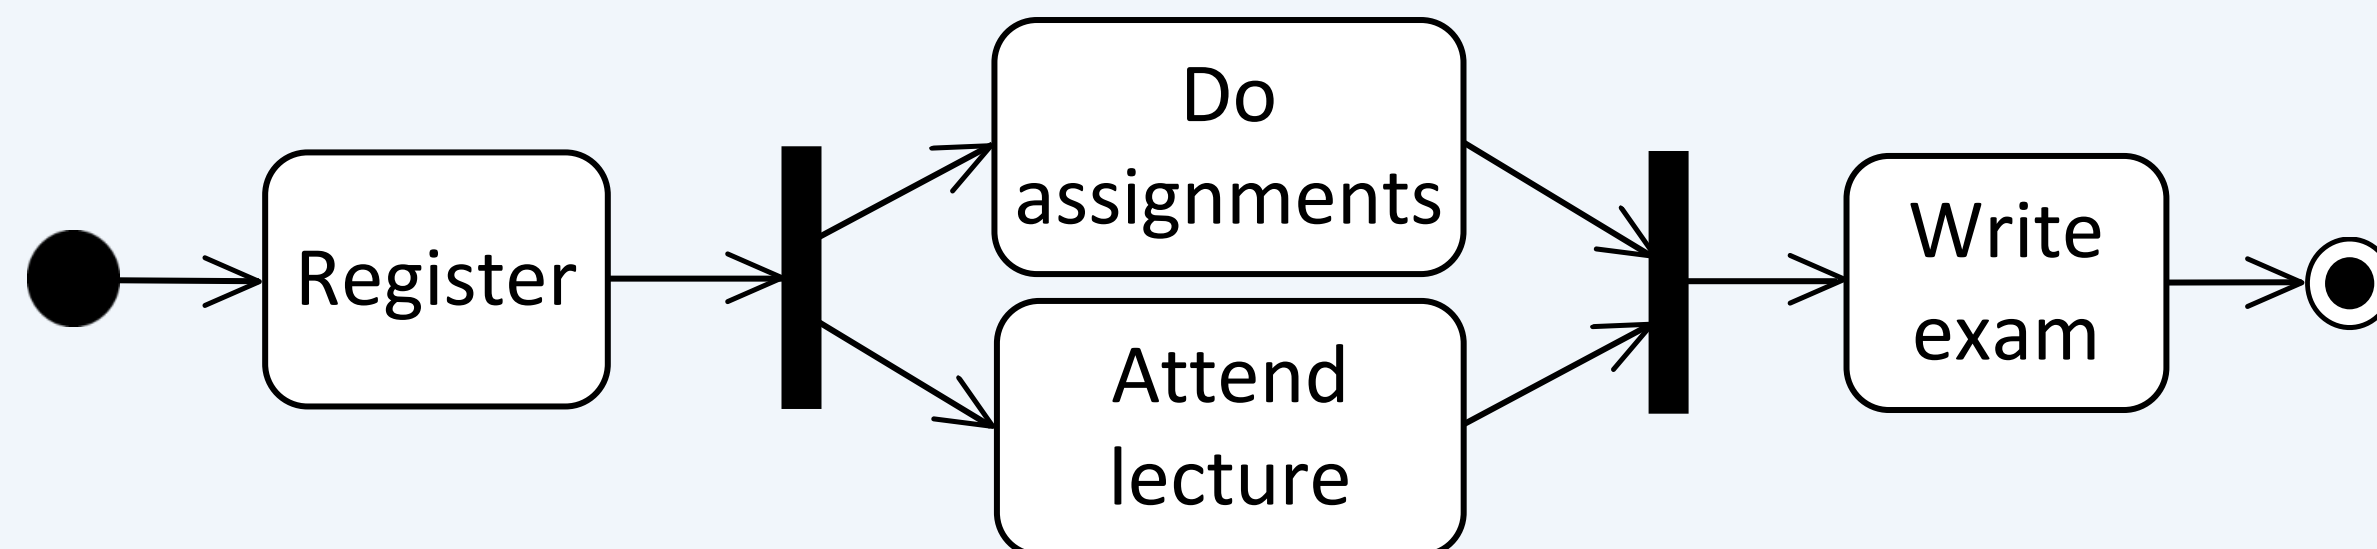 Register
Do
assignments
Attend
lecture
Write
exam